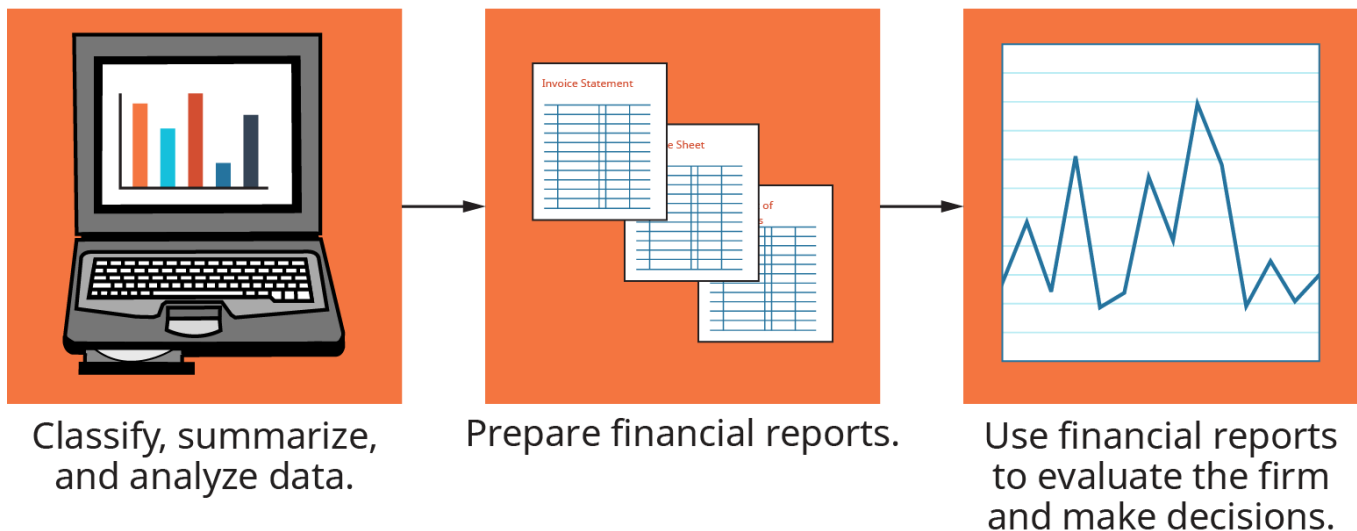 Invoice Statement
e Sheet
of
s
Classify, summarize,
and analyze data.
Prepare financial reports.
Use financial reports
to evaluate the firm
and make decisions.